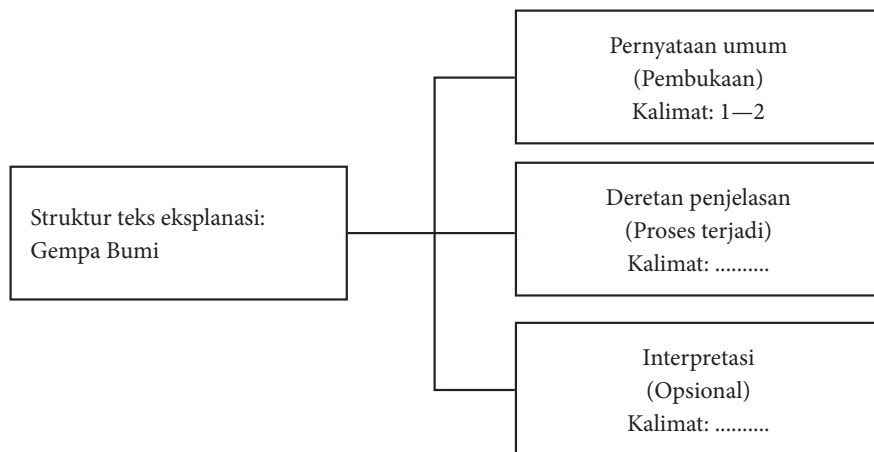 Struktur teks eksplanasi:
Gempa Bumi
Pernyataan umum
(Pembukaan)
Kalimat: 1—2
Deretan penjelasan
(Proses terjadi)
Kalimat: ..........
Interpretasi
(Opsional)
Kalimat: ..........